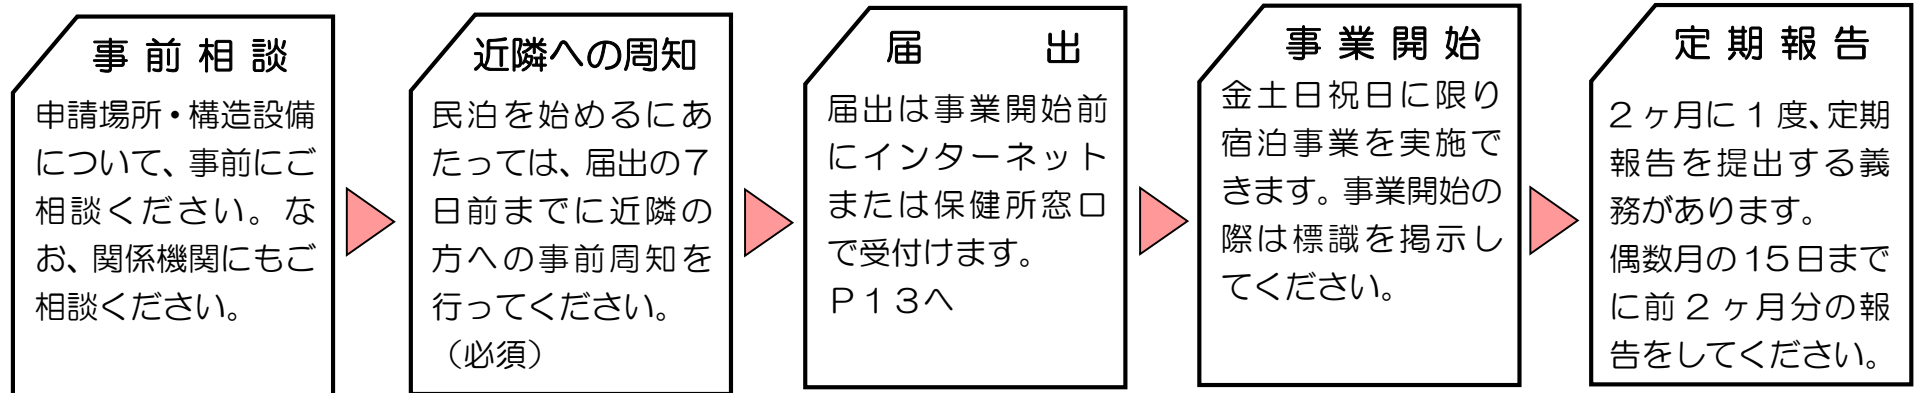 事前相談
申請場所・構造設備
について、事前にご
相談ください。な
お、関係機関にもご
相談ください。
近隣への周知
民泊を始めるにあ
たっては、届出の７
日前までに近隣の
方への事前周知を
行ってください。
（必須）
届出
届出は事業開始前
にインターネット
または保健所窓口
で受付けます。
Ｐ１３へ
事業開始
金土日祝日に限り
宿泊事業を実施で
きます。事業開始の
際は標識を掲示し
てください。
定期報告
２ヶ月に１度、定期
報告を提出する義
務があります。
偶数月の15日まで
に前２ヶ月分の報
告をしてください。